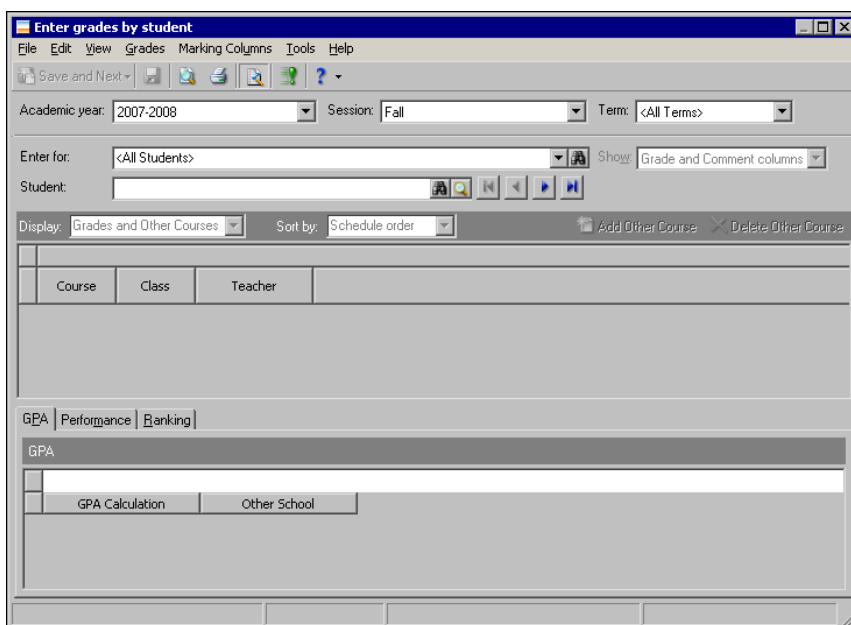 Enter grades by student
File Edit View Grades Marking Columns Tools Help
Save and Next
Academic year: 2007-2008 Session: Fall Term: <All Terms>
Enter for: <All Students> Show: Grade and Comment columns
Student:
Display: Grades and Other Courses Sort by: Schedule order Add Other Course Delete Other Course
Course Class Teacher
GPA Performance Ranking
GPA
GPA Calculation Other School